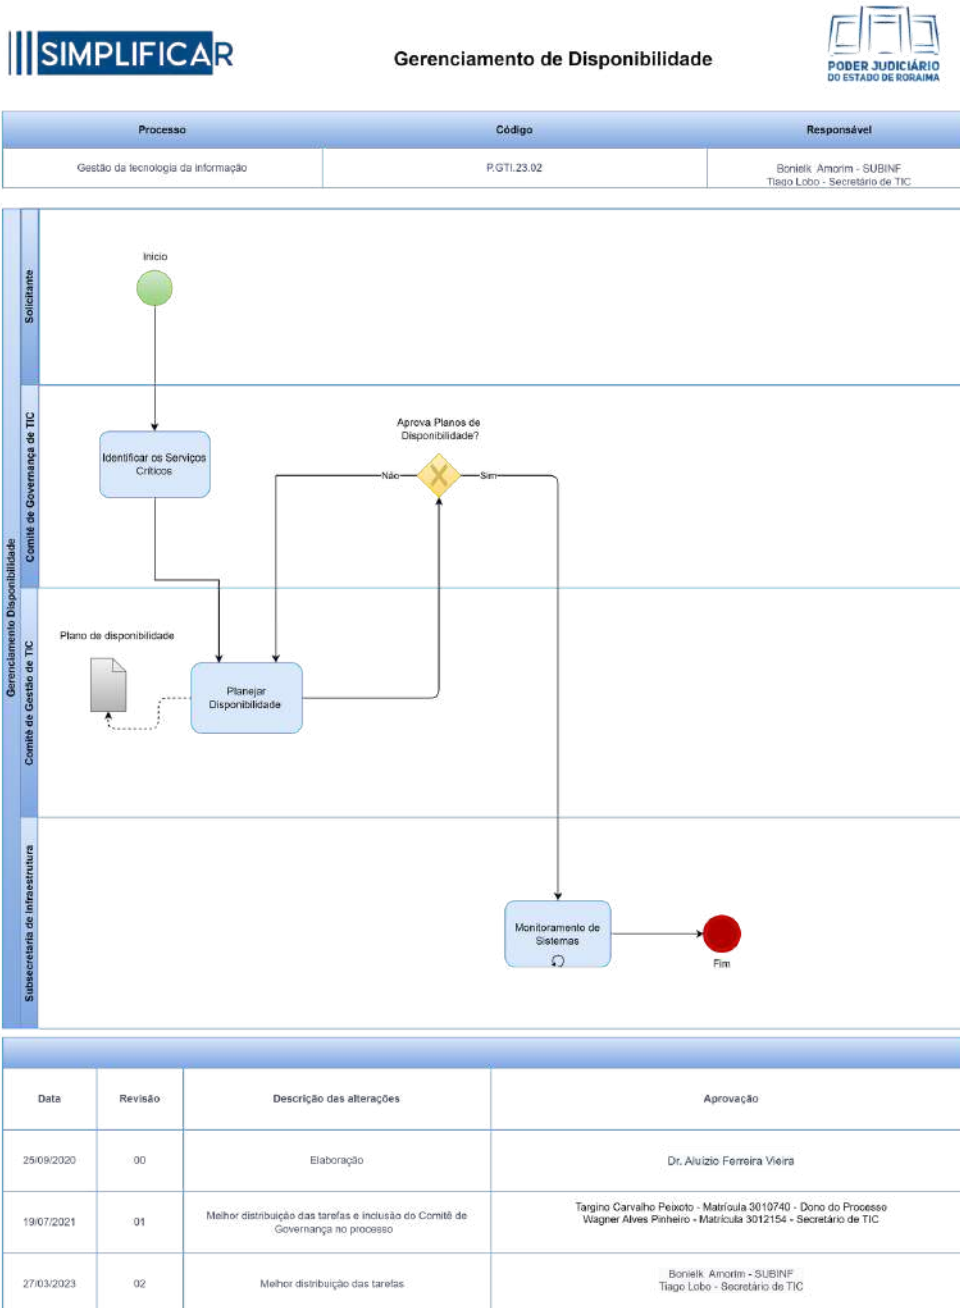 SIMPLIFICAR
Gerenciamento de Disponibilidade
PODER JUDICIÁRIO
DO ESTADO DE RORAIMA
Processo
Código
Responsável
Gestão da tecnologia da informação
P.GTI.23.02
Bonielk Amorim - SUBINF
Tiago Lobo - Secretário de TIC
Gerenciamento Disponibilidade
Solicitante
Início
Comitê de Governança de TIC
Identificar os Serviços
Críticos
Aprova Planos de
Disponibilidade?
Não
Sim
Comitê de Gestão de TIC
Plano de disponibilidade
Planejar
Disponibilidade
Subsecretaria de Infraestrutura
Monitoramento de
Sistemas
Fim
Data
Revisão
Descrição das alterações
Aprovação
25/09/2020
00
Elaboração
Dr. Aluízio Ferreira Vieira
19/07/2021
01
Melhor distribuição das tarefas e inclusão do Comitê de
Governança no processo
Targino Carvalho Peixoto - Matrícula 3010740 - Dono do Processo
Wagner Alves Pinheiro - Matrícula 3012154 - Secretário de TIC
27/03/2023
02
Melhor distribuição das tarefas
Bonielk Amorim - SUBINF
Tiago Lobo - Secretário de TIC